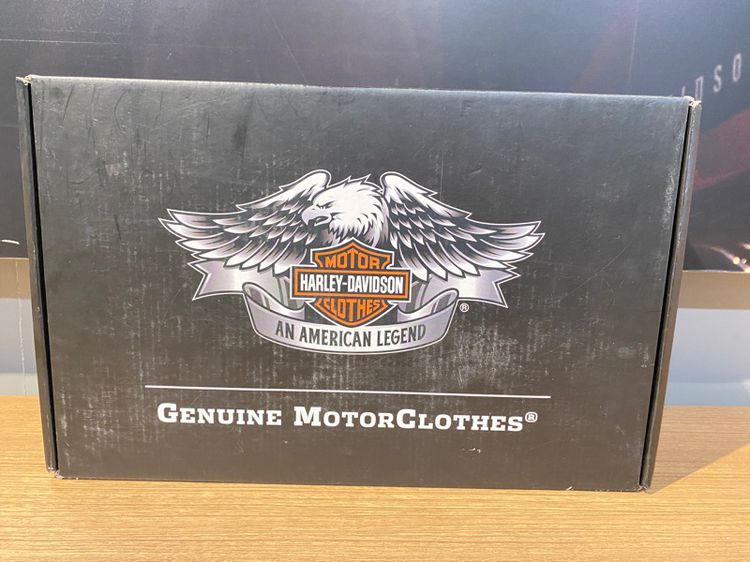 MOTOR
HARLEY-DAVIDSON
CLOTHES
AN AMERICAN LEGEND
®
GENUINE MOTORCLOTHES®